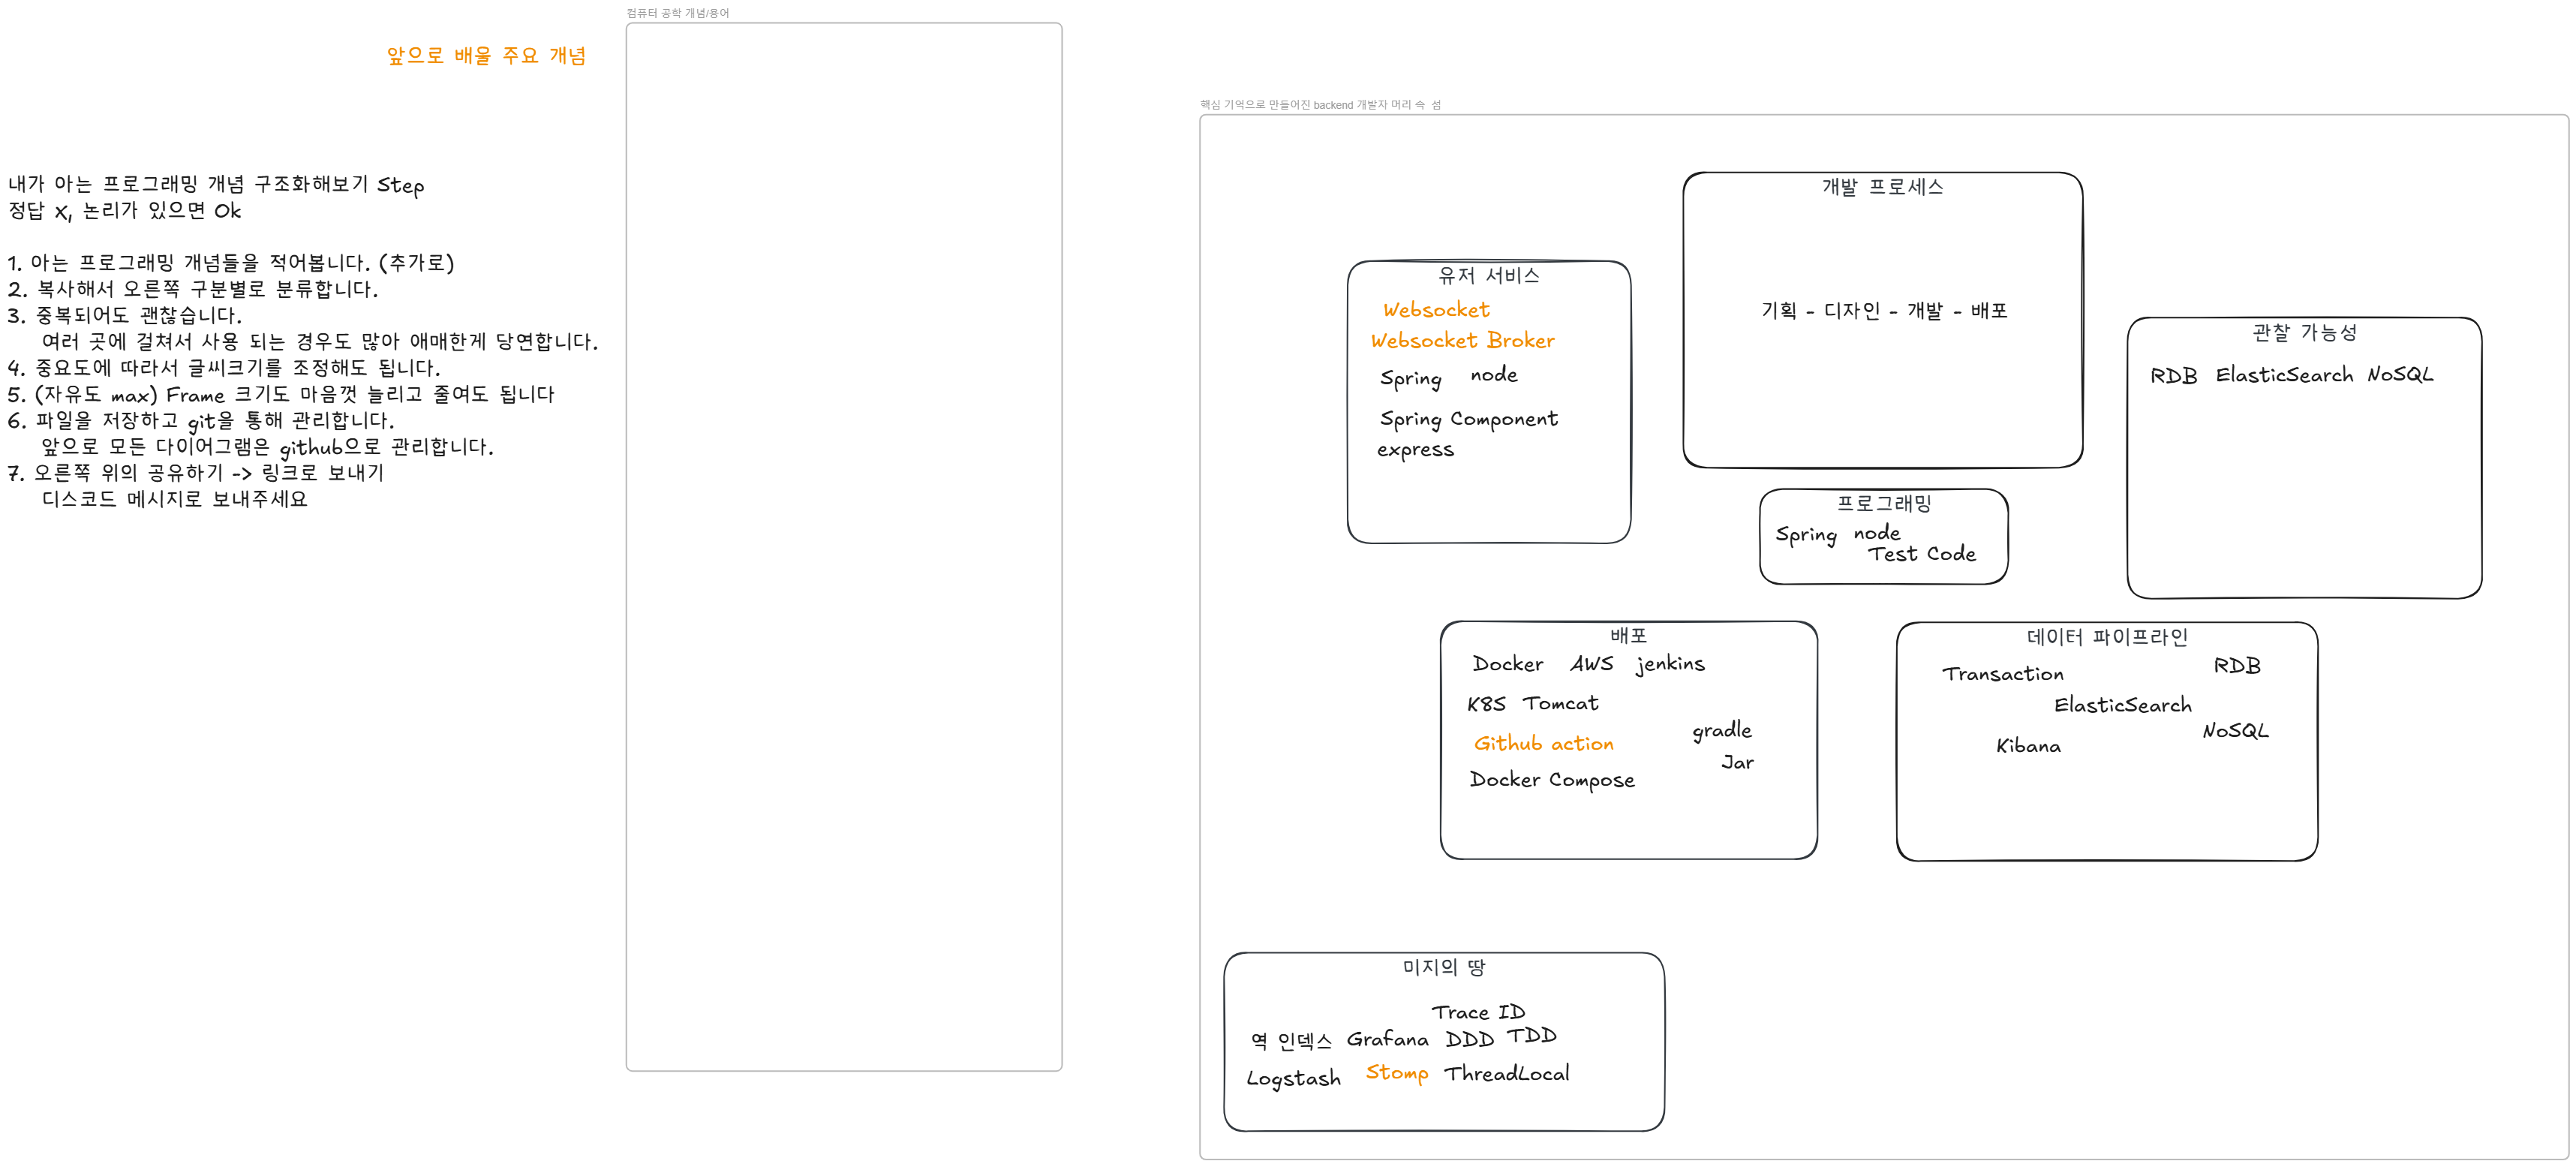 컴퓨터 공학 개념/용어
앞으로 배울 주요 개념
내가 아는 프로그래밍 개념 구조화해보기 Step
정답 X, 논리가 있으면 Ok
1. 아는 프로그래밍 개념들을 적어봅니다. (추가로)
2. 복사해서 오른쪽 구분별로 분류합니다.
3. 중복되어도 괜찮습니다.
여러 곳에 걸쳐서 사용 되는 경우도 많아 애매한게 당연합니다.
4. 중요도에 따라서 글씨크기를 조정해도 됩니다.
5. (자유도 max) Frame 크기도 마음껏 늘리고 줄여도 됩니다
6. 파일을 저장하고 git을 통해 관리합니다.
앞으로 모든 다이어그램은 github으로 관리합니다.
7. 오른쪽 위의 공유하기 -> 링크로 보내기
디스코드 메시지로 보내주세요
핵심 기억으로 만들어진 backend 개발자 머리 속 섬
개발 프로세스
기획 - 디자인 - 개발 - 배포
유저 서비스
Websocket
Websocket Broker
Spring node
Spring Component
express
관찰 가능성
RDB ElasticSearch NoSQL
프로그래밍
Spring node
Test Code
배포
Docker AWS jenkins
K8S Tomcat
gradle
Github action
Jar
Docker Compose
데이터 파이프라인
RDB
Transaction
ElasticSearch
NoSQL
Kibana
미지의 땅
Trace ID
역 인덱스 Grafana DDD TDD
Logstash Stomp ThreadLocal